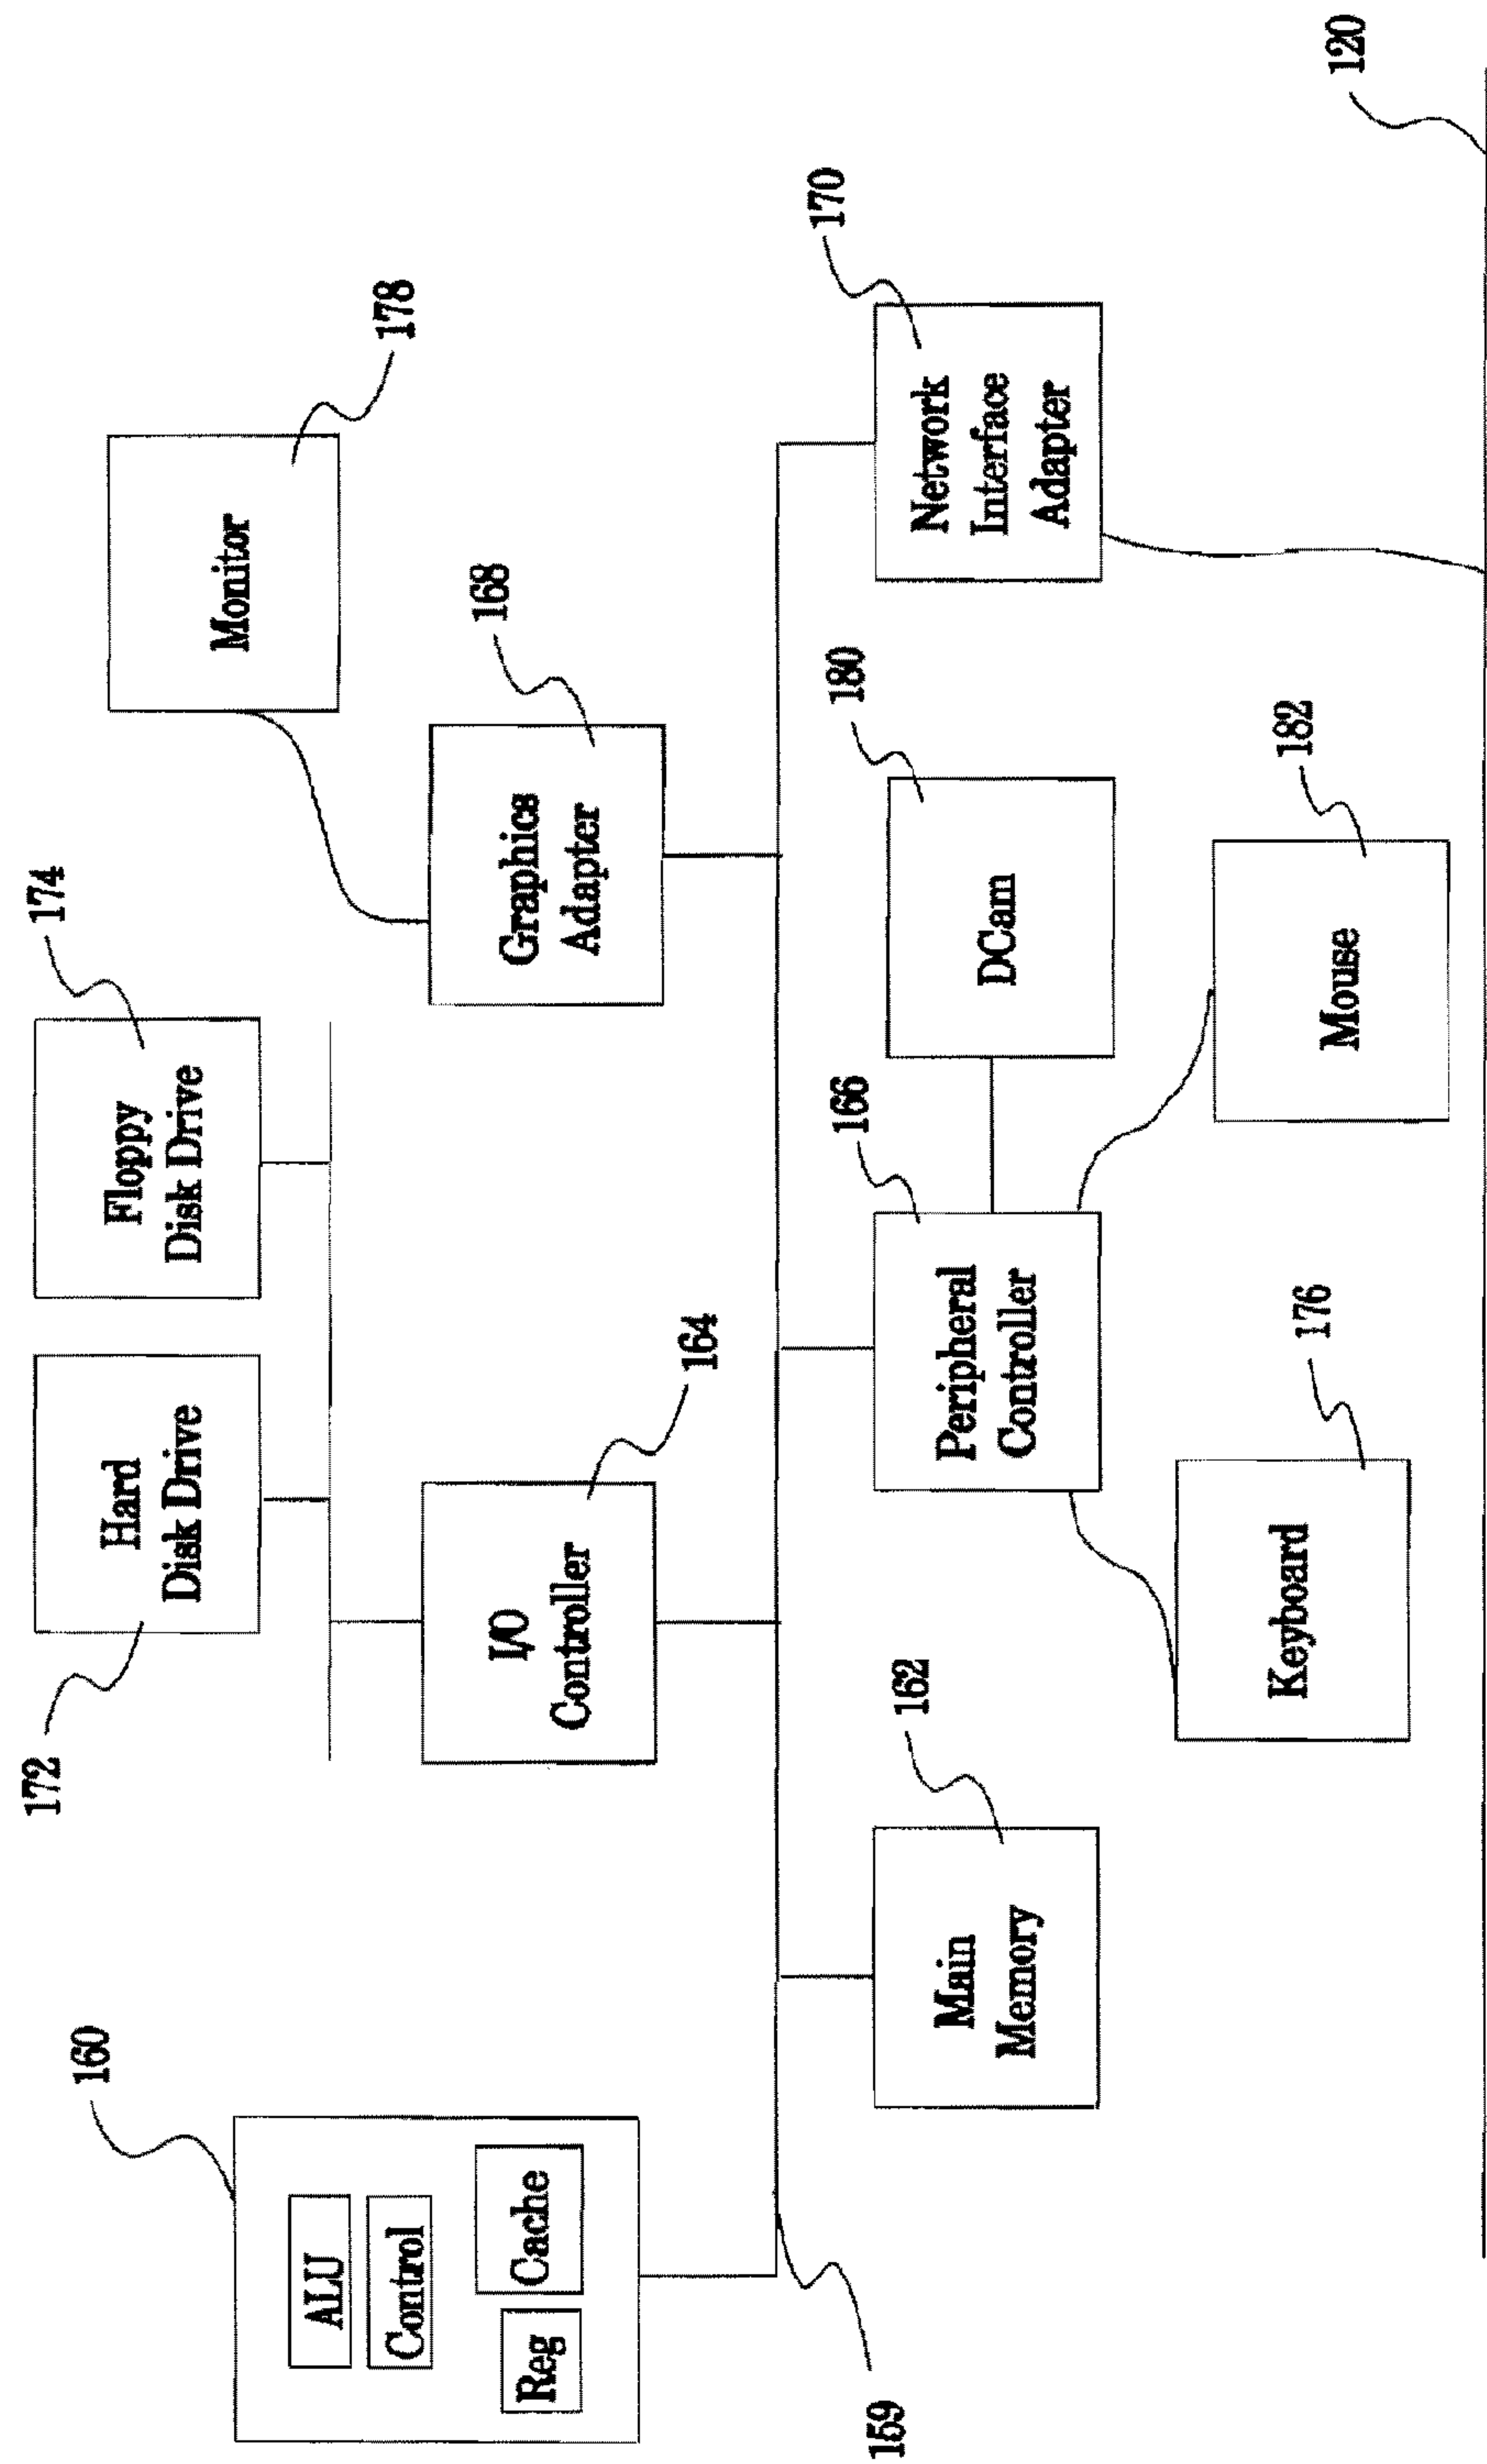 160
ALU
Control
Reg
Cache
159
172
Hard
Disk Drive
174
Floppy
Disk Drive
Monitor
178
I/O
Controller
164
Graphics
Adapter
168
Main
Memory
162
Peripheral
Controller
166
DCam
180
Network
Interface
Adapter
170
Keyboard
176
Mouse
182
120